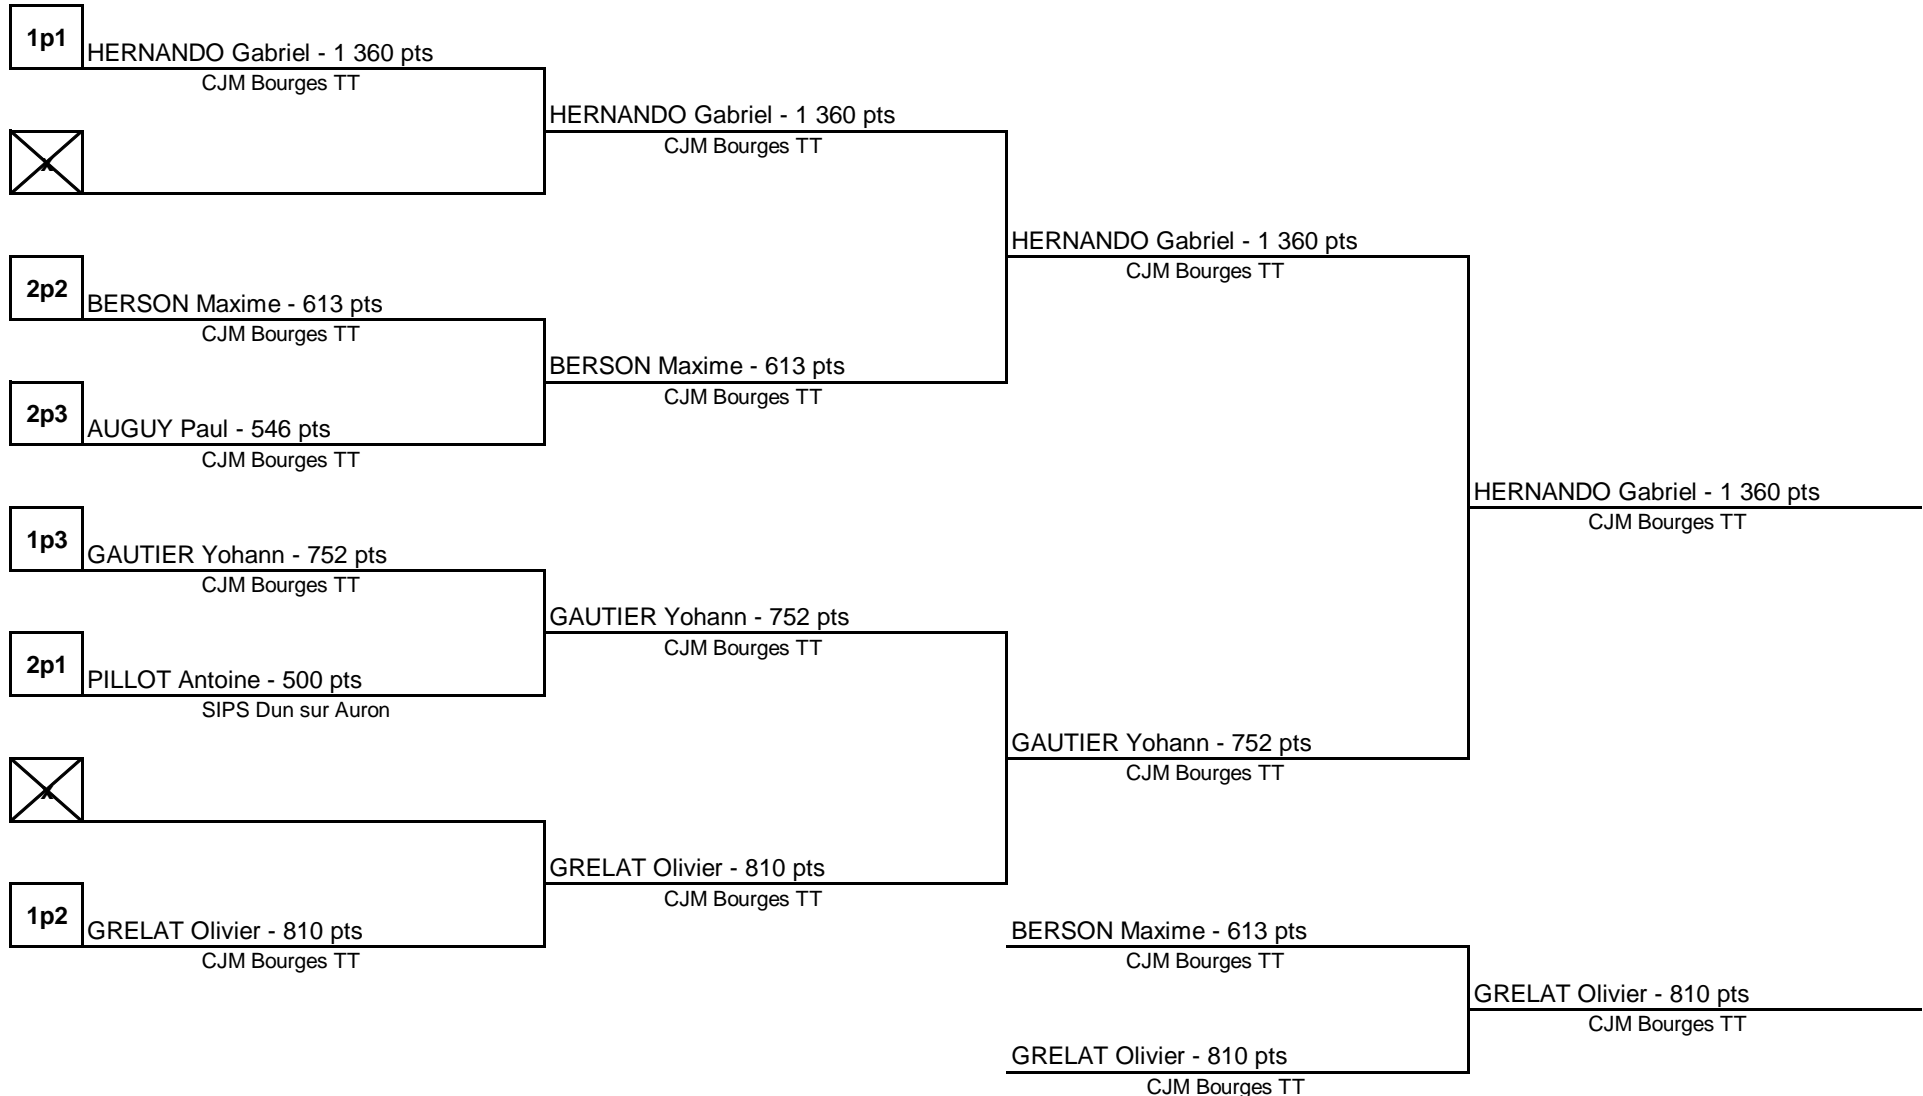 1p1
HERNANDO Gabriel - 1 360 pts
CJM Bourges TT
HERNANDO Gabriel - 1 360 pts
CJM Bourges TT
x
HERNANDO Gabriel - 1 360 pts
CJM Bourges TT
2p2
BERSON Maxime - 613 pts
CJM Bourges TT
BERSON Maxime - 613 pts
CJM Bourges TT
2p3
AUGUY Paul - 546 pts
CJM Bourges TT
HERNANDO Gabriel - 1 360 pts
CJM Bourges TT
1p3
GAUTIER Yohann - 752 pts
CJM Bourges TT
GAUTIER Yohann - 752 pts
CJM Bourges TT
2p1
PILLOT Antoine - 500 pts
SIPS Dun sur Auron
GAUTIER Yohann - 752 pts
CJM Bourges TT
x
GRELAT Olivier - 810 pts
CJM Bourges TT
1p2
GRELAT Olivier - 810 pts
CJM Bourges TT
BERSON Maxime - 613 pts
CJM Bourges TT
GRELAT Olivier - 810 pts
CJM Bourges TT
GRELAT Olivier - 810 pts
CJM Bourges TT